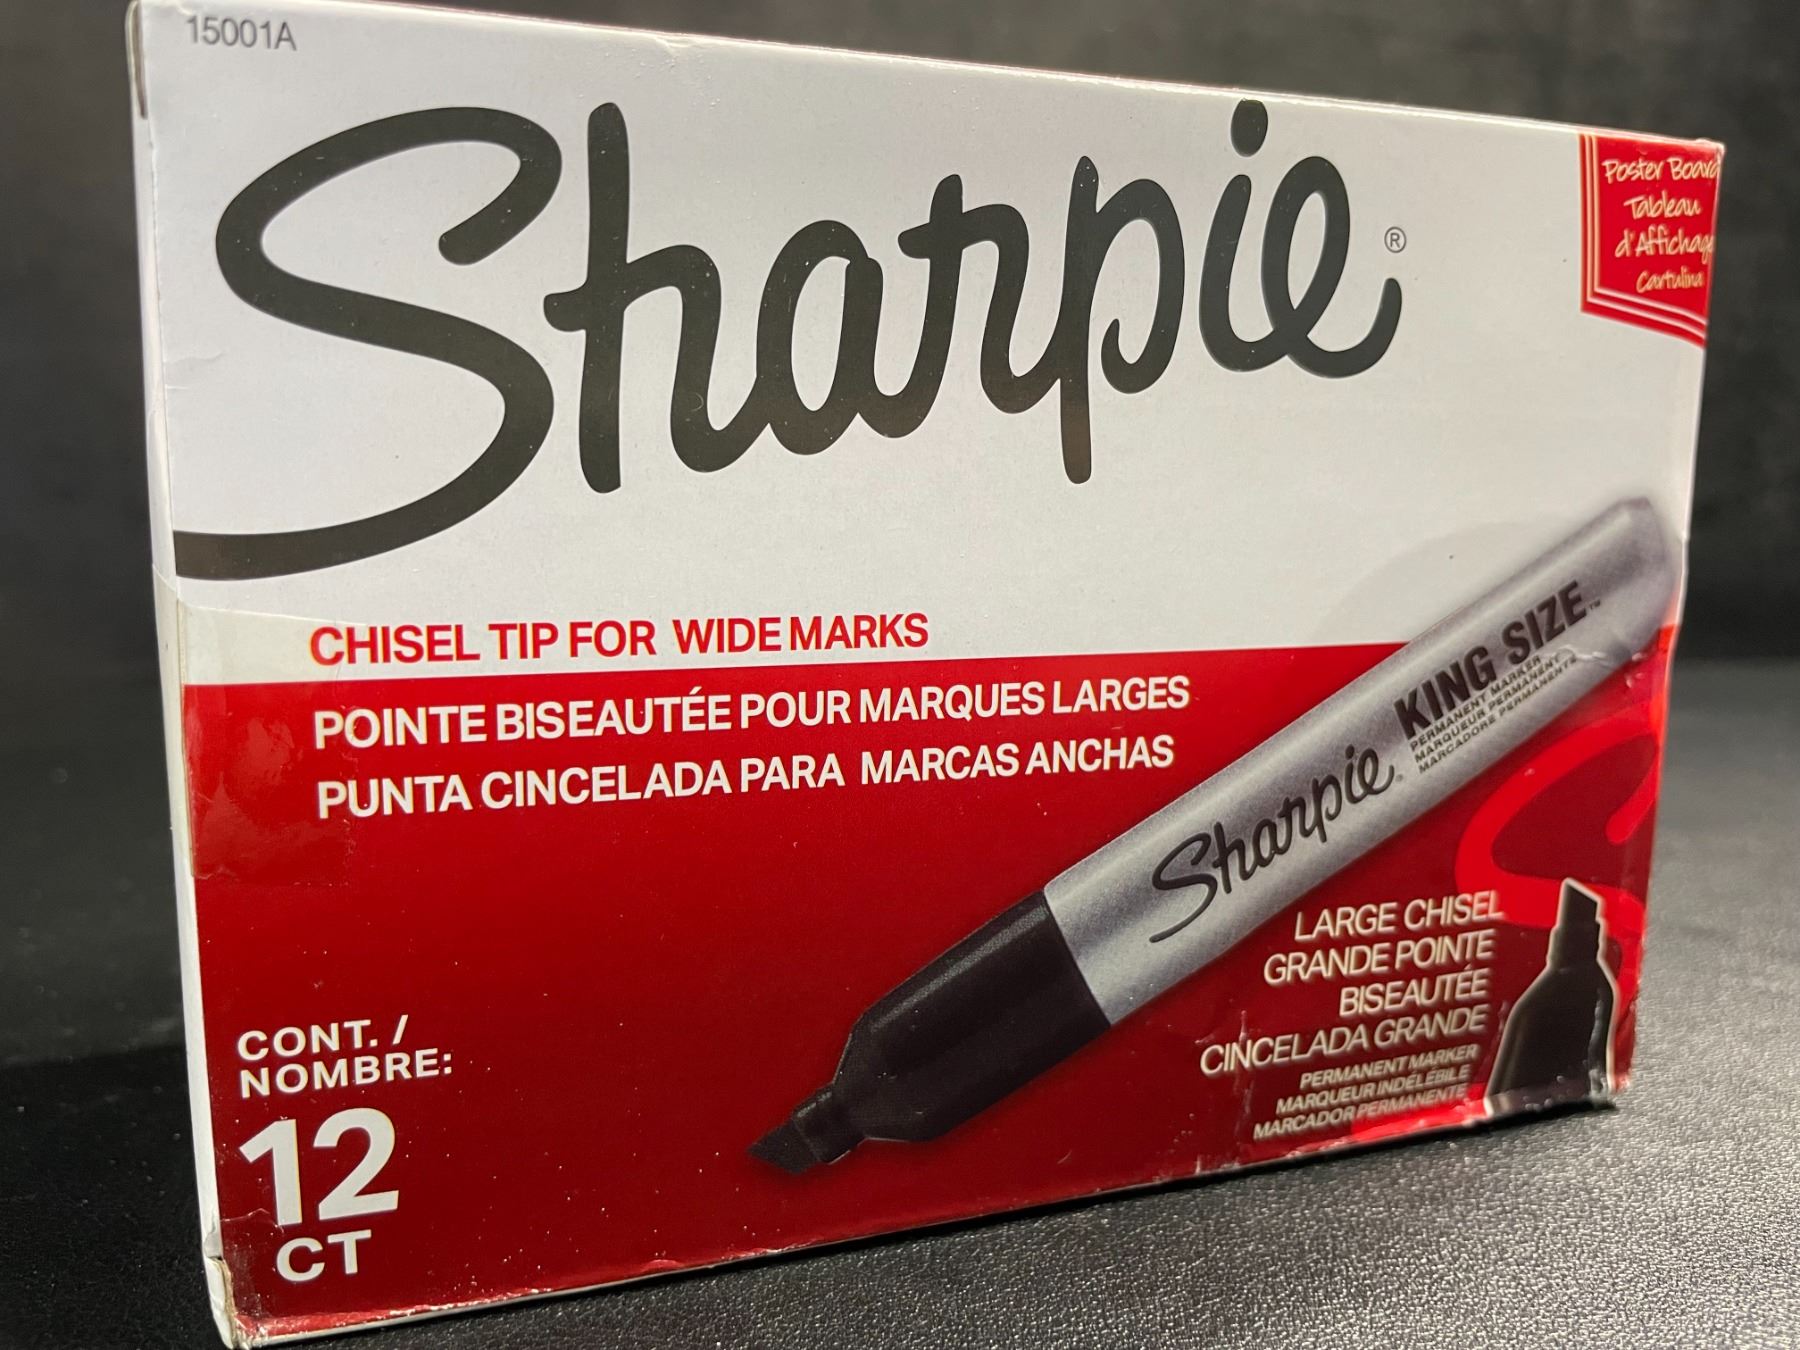 15001A
Sharpie®
Poster Board
Tableau
d'Affichage
Cartulina
CHISEL TIP FOR WIDE MARKS
POINTE BISEAUTÉE POUR MARQUES LARGES
PUNTA CINCELADA PARA MARCAS ANCHAS
Sharpie® KING SIZE™
PERMANENT MARKER
MARQUEUR PERMANENT
MARCADORE PERMANENTE
LARGE CHISEL
GRANDE POINTE
BISEAUTÉE
CINCELADA GRANDE
PERMANENT MARKER
MARQUEUR INDÉLÉBILE
MARCADOR PERMANENTE
CONT. /
NOMBRE:
12
CT